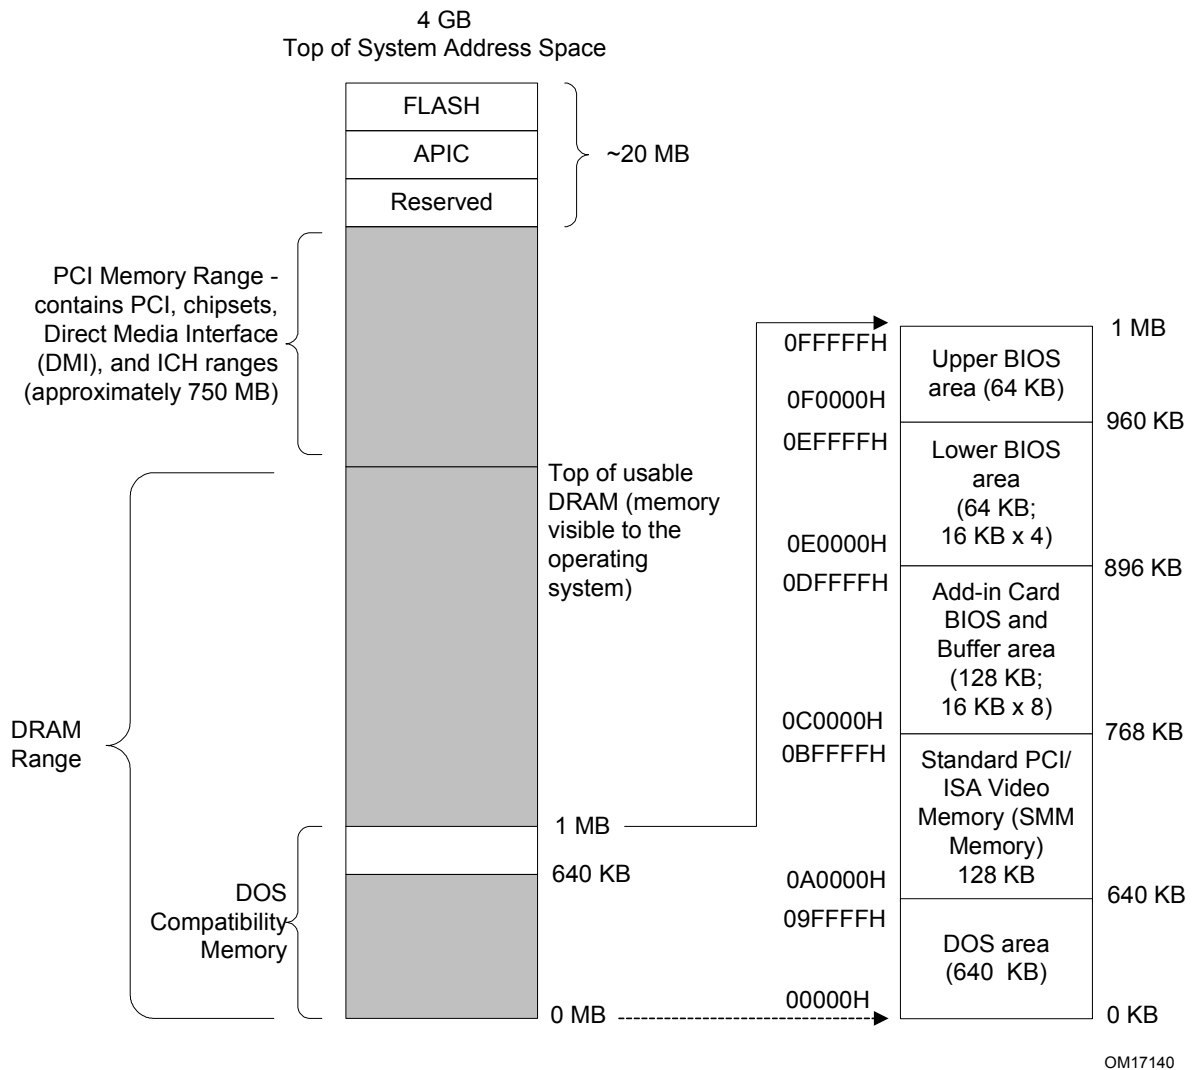 4 GB
Top of System Address Space
FLASH
APIC
Reserved
~20 MB
PCI Memory Range -
contains PCI, chipsets,
Direct Media Interface
(DMI), and ICH ranges
(approximately 750 MB)
Top of usable
DRAM (memory
visible to the
operating
system)
DRAM
Range
1 MB
640 KB
DOS
Compatibility
Memory
0 MB
0FFFFFH
1 MB
Upper BIOS
area (64 KB)
0F0000H
960 KB
0EFFFFH
Lower BIOS
area
(64 KB;
16 KB x 4)
0E0000H
896 KB
0DFFFFH
Add-in Card
BIOS and
Buffer area
(128 KB;
16 KB x 8)
0C0000H
768 KB
0BFFFFH
Standard PCI/
ISA Video
Memory (SMM
Memory)
128 KB
0A0000H
640 KB
09FFFFH
DOS area
(640 KB)
00000H
0 KB
OM17140